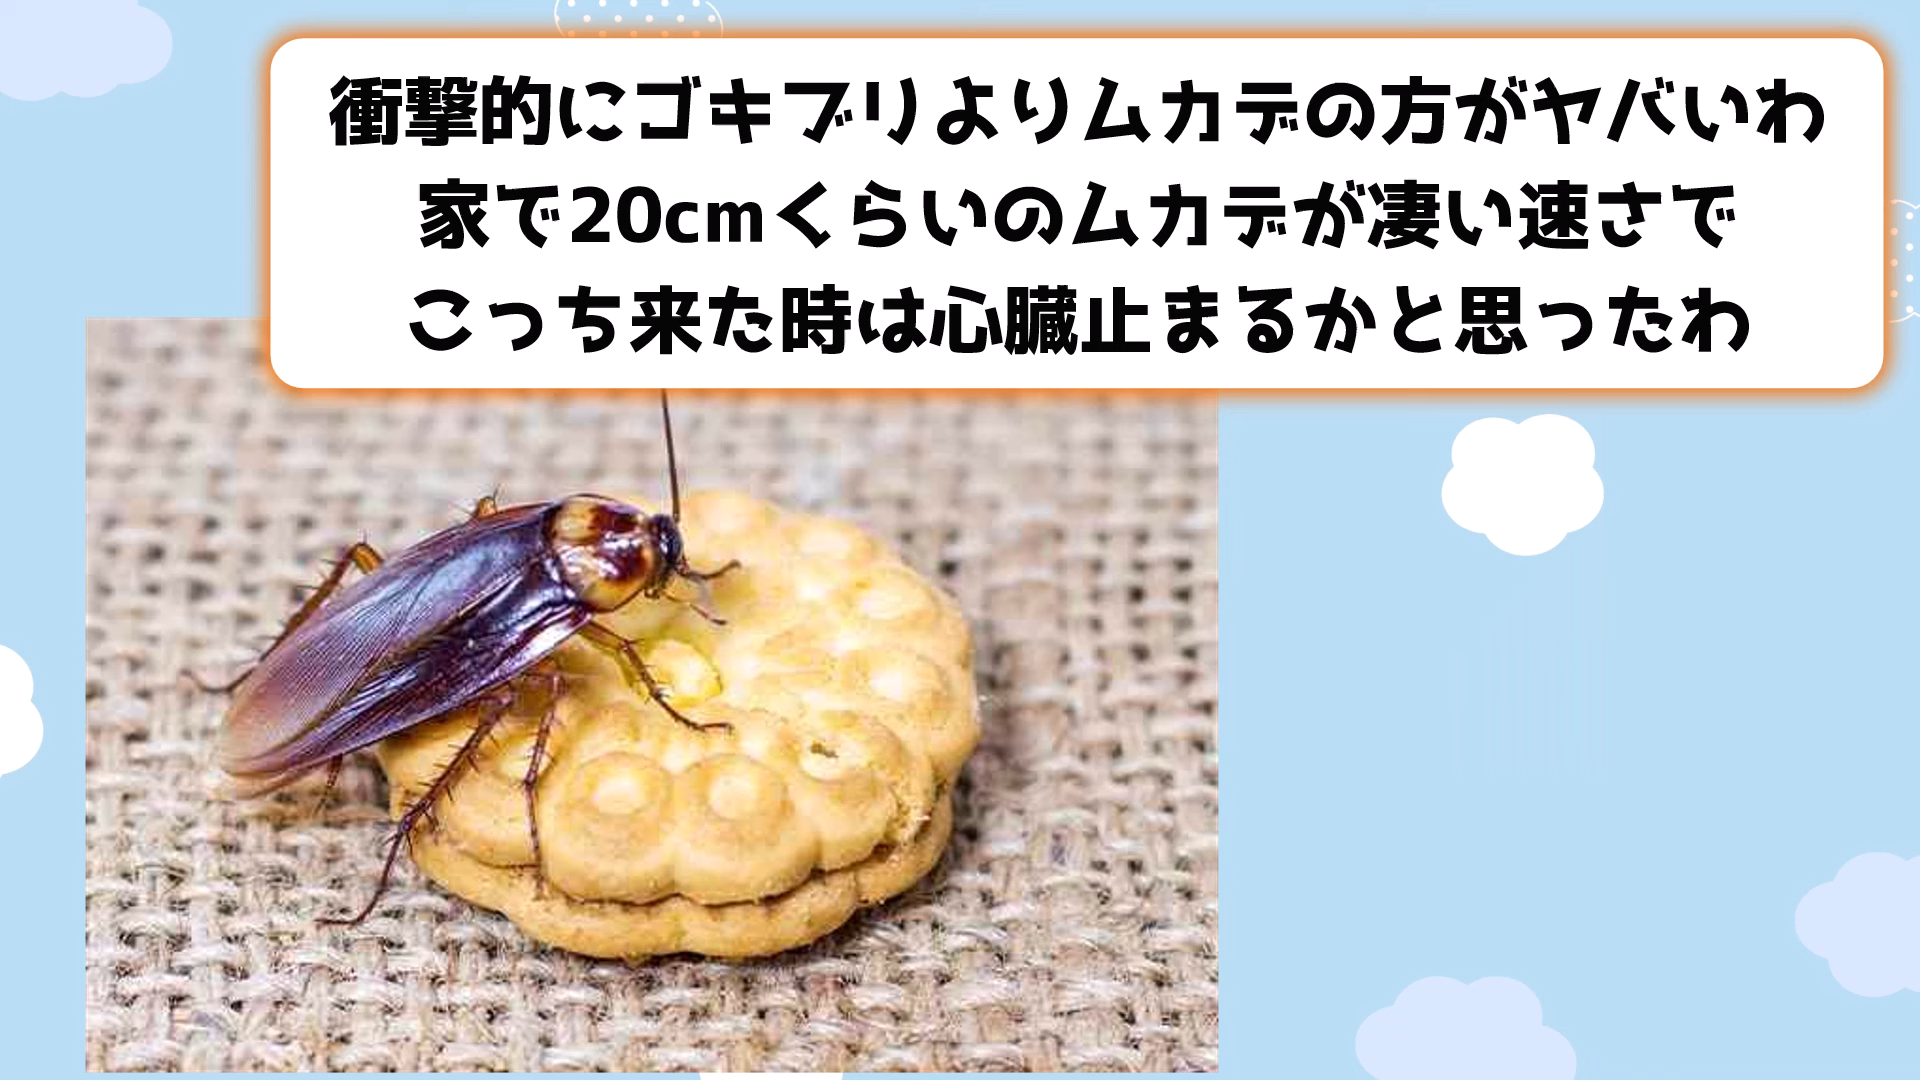 衝撃的にゴキブリよりムカデの方がヤバいわ
家で20cmくらいのムカデが凄い速さで
こっち来た時は心臓止まるかと思ったわ